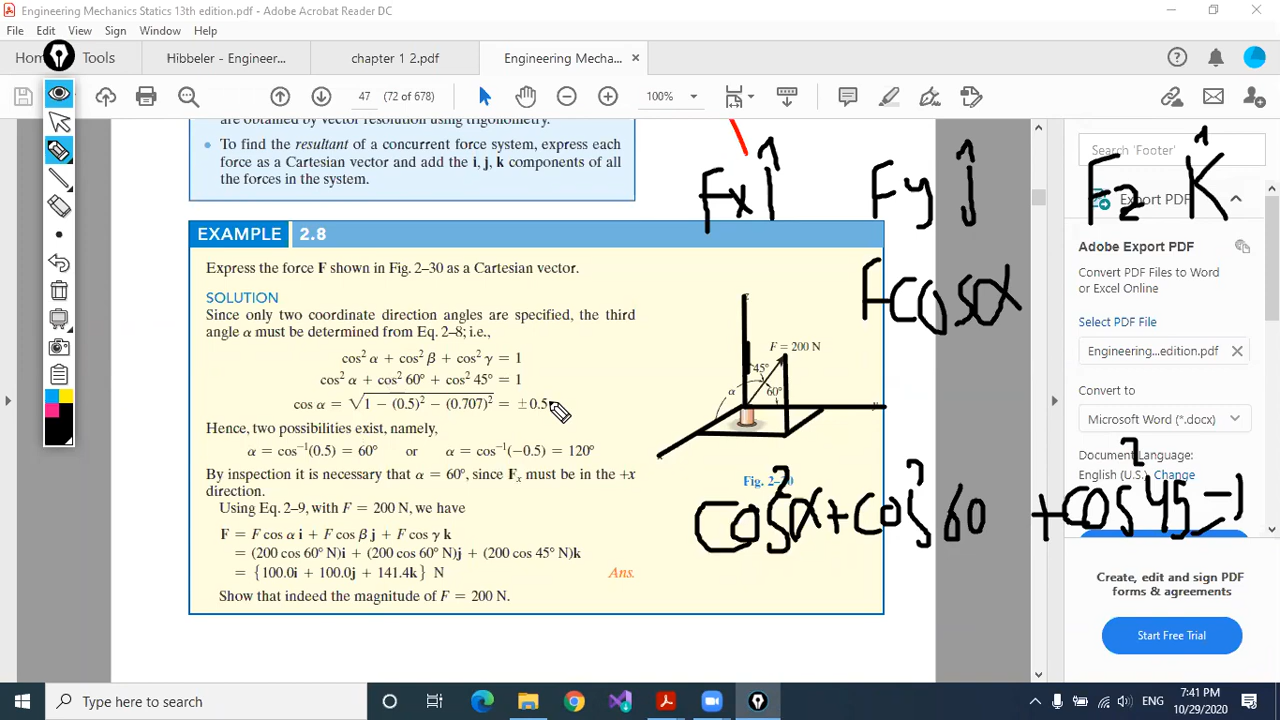 Engineering Mechanics Statics 13th edition.pdf - Adobe Acrobat Reader DC
File Edit View Sign Window Help
Hom Tools Hibbeler - Engineer... chapter 1 2.pdf Engineering Mecha...
47 (72 of 678) 100%
are obtained by vector resolution using trigonometry.
• To find the resultant of a concurrent force system, express each
force as a Cartesian vector and add the i, j, k components of all
the forces in the system.
Fx i Fy j Fz K
Search 'Footer'
Export PDF
EXAMPLE 2.8
Express the force F shown in Fig. 2–30 as a Cartesian vector.
SOLUTION
Since only two coordinate direction angles are specified, the third
angle α must be determined from Eq. 2–8; i.e.,
cos² α + cos² β + cos² γ = 1
cos² α + cos² 60° + cos² 45° = 1
cos α = √1 − (0.5)² − (0.707)² = ±0.5
Hence, two possibilities exist, namely,
α = cos⁻¹(0.5) = 60° or α = cos⁻¹(−0.5) = 120°
By inspection it is necessary that α = 60°, since Fx must be in the +x
direction.
Using Eq. 2–9, with F = 200 N, we have
F = F cos α i + F cos β j + F cos γ k
= (200 cos 60° N)i + (200 cos 60° N)j + (200 cos 45° N)k
= {100.0i + 100.0j + 141.4k} N Ans.
Show that indeed the magnitude of F = 200 N.
Fcosα
F = 200 N
45°
α 60°
Fig. 2–30
cos²α+cos²60 +cos²45=1
Adobe Export PDF
Convert PDF Files to Word
or Excel Online
Select PDF File
Engineering...edition.pdf
Convert to
Microsoft Word (*.docx)
Document Language:
English (U.S.) Change
Create, edit and sign PDF
forms & agreements
Start Free Trial
Type here to search
ENG
7:41 PM
10/29/2020